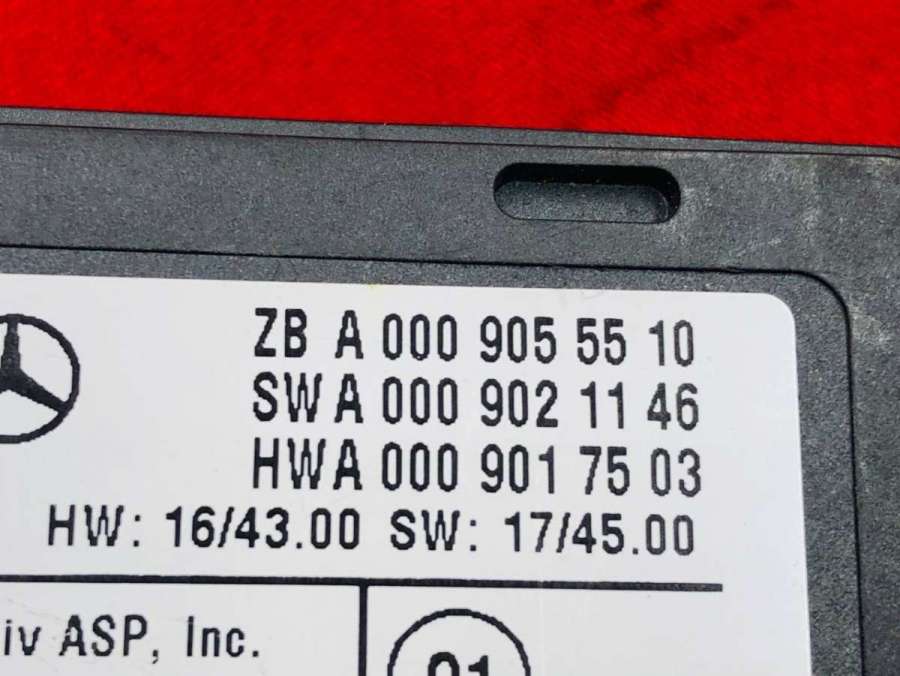 ZB A 000 905 55 10
SW A 000 902 11 46
HW A 000 901 75 03
HW: 16/43.00 SW: 17/45.00
iv ASP, Inc.